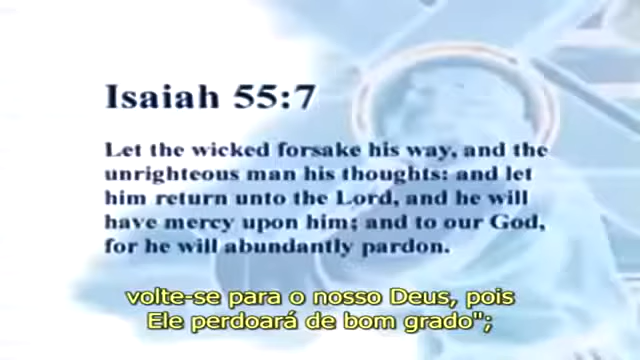 Isaiah 55:7
Let the wicked forsake his way, and the
unrighteous man his thoughts: and let
him return unto the Lord, and he will
have mercy upon him; and to our God,
for he will abundantly pardon.
volte-se para o nosso Deus, pois
Ele perdoará de bom grado";